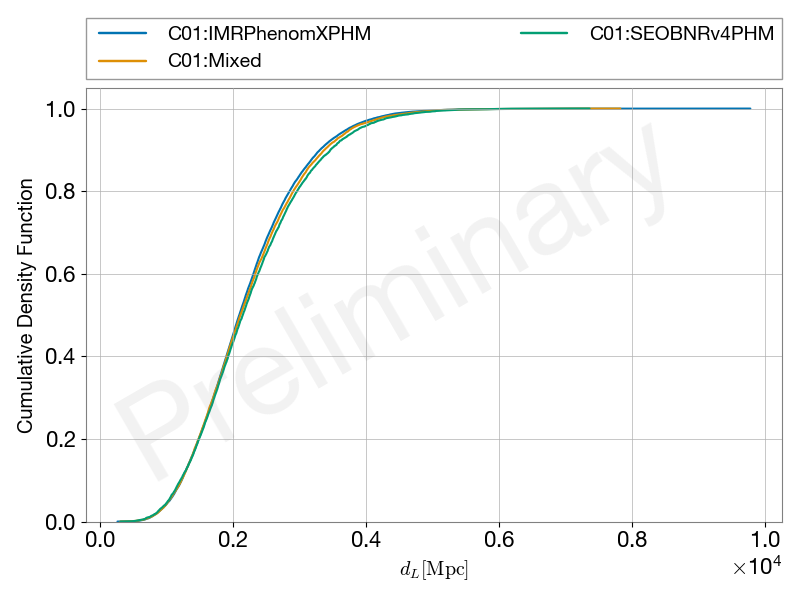 C01:IMRPhenomXPHM
C01:Mixed
C01:SEOBNRv4PHM
Cumulative Density Function
1.0
0.8
0.6
0.4
0.2
0.0
Preliminary
0.0 0.2 0.4 0.6 0.8 1.0
×10⁴
d_L[Mpc]